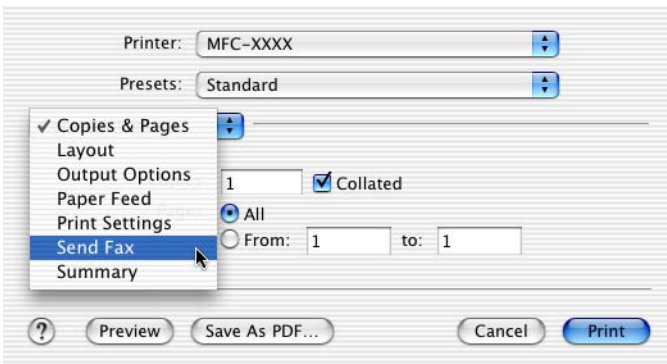 Printer: MFC-XXXX
Presets: Standard
✓ Copies & Pages
Layout
Output Options
Paper Feed
Print Settings
Send Fax
Summary
1 Collated
All
From: 1 to: 1
? Preview Save As PDF... Cancel Print